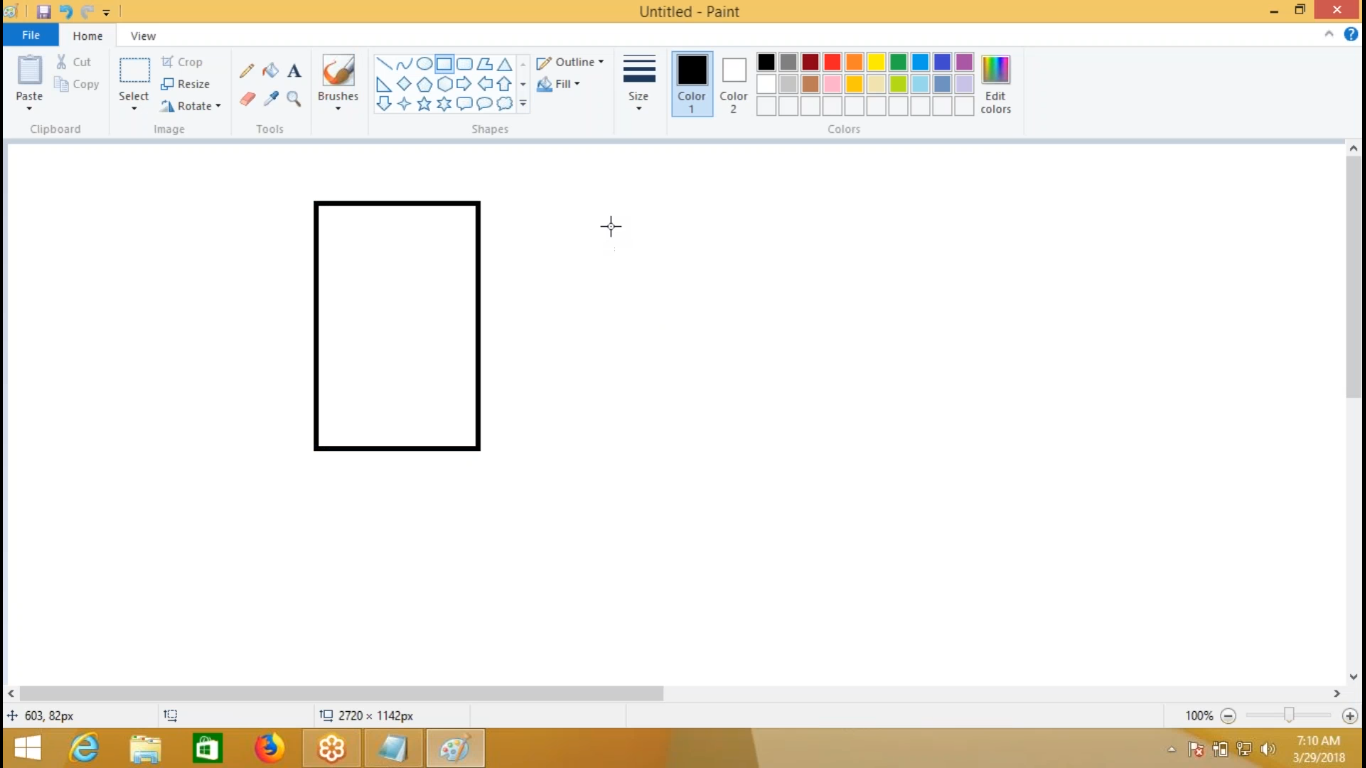 Untitled - Paint
File Home View
Paste
Cut
Copy
Clipboard
Select
Crop
Resize
Rotate
Image
A
Tools
Brushes
Outline
Fill
Shapes
Size
Color 1
Color 2
Edit colors
Colors
603, 82px
2720 × 1142px
100%
7:10 AM
3/29/2018